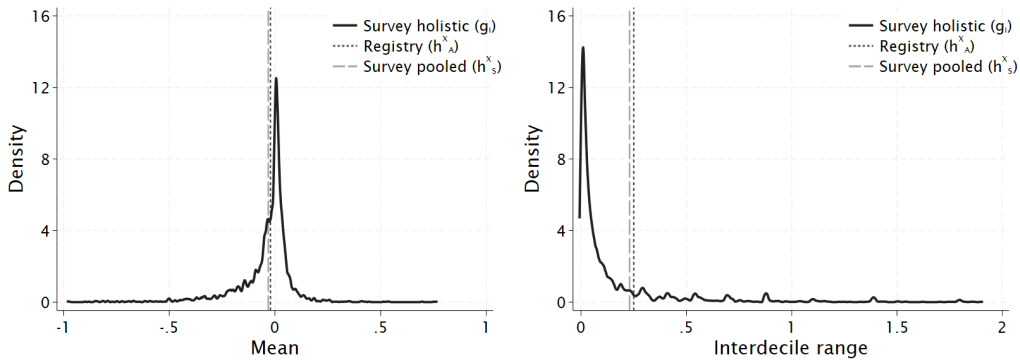 16
12
8
4
0
Density
-1
-.5
0
.5
1
Mean
Survey holistic (gᵢ)
Registry (hˣₐ)
Survey pooled (hˣₛ)
16
12
8
4
0
Density
0
.5
1
1.5
2
Interdecile range
Survey holistic (gᵢ)
Registry (hˣₐ)
Survey pooled (hˣₛ)